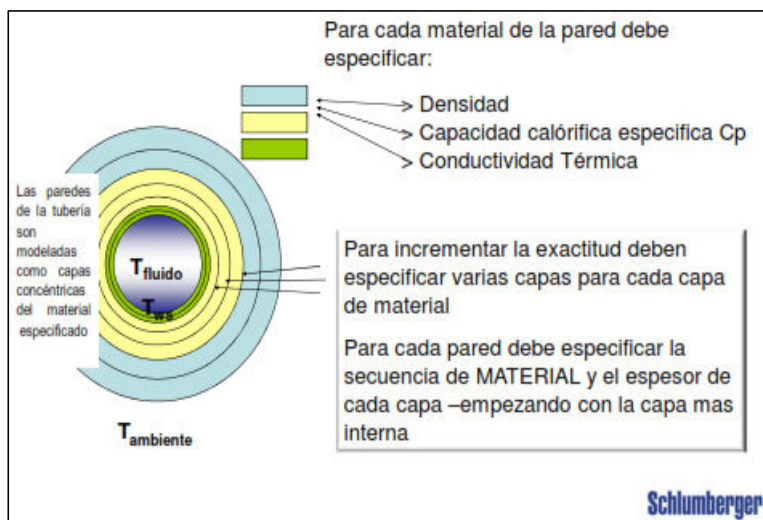 Para cada material de la pared debe
especificar:
> Densidad
> Capacidad calórifica especifica Cp
> Conductividad Térmica
Las paredes
de la tubería
son
modeladas
como capas
concéntricas
del material
especificado
Tfluido
Tws
Tambiente
Para incrementar la exactitud deben
especificar varias capas para cada capa
de material
Para cada pared debe especificar la
secuencia de MATERIAL y el espesor de
cada capa –empezando con la capa mas
interna
Schlumberger